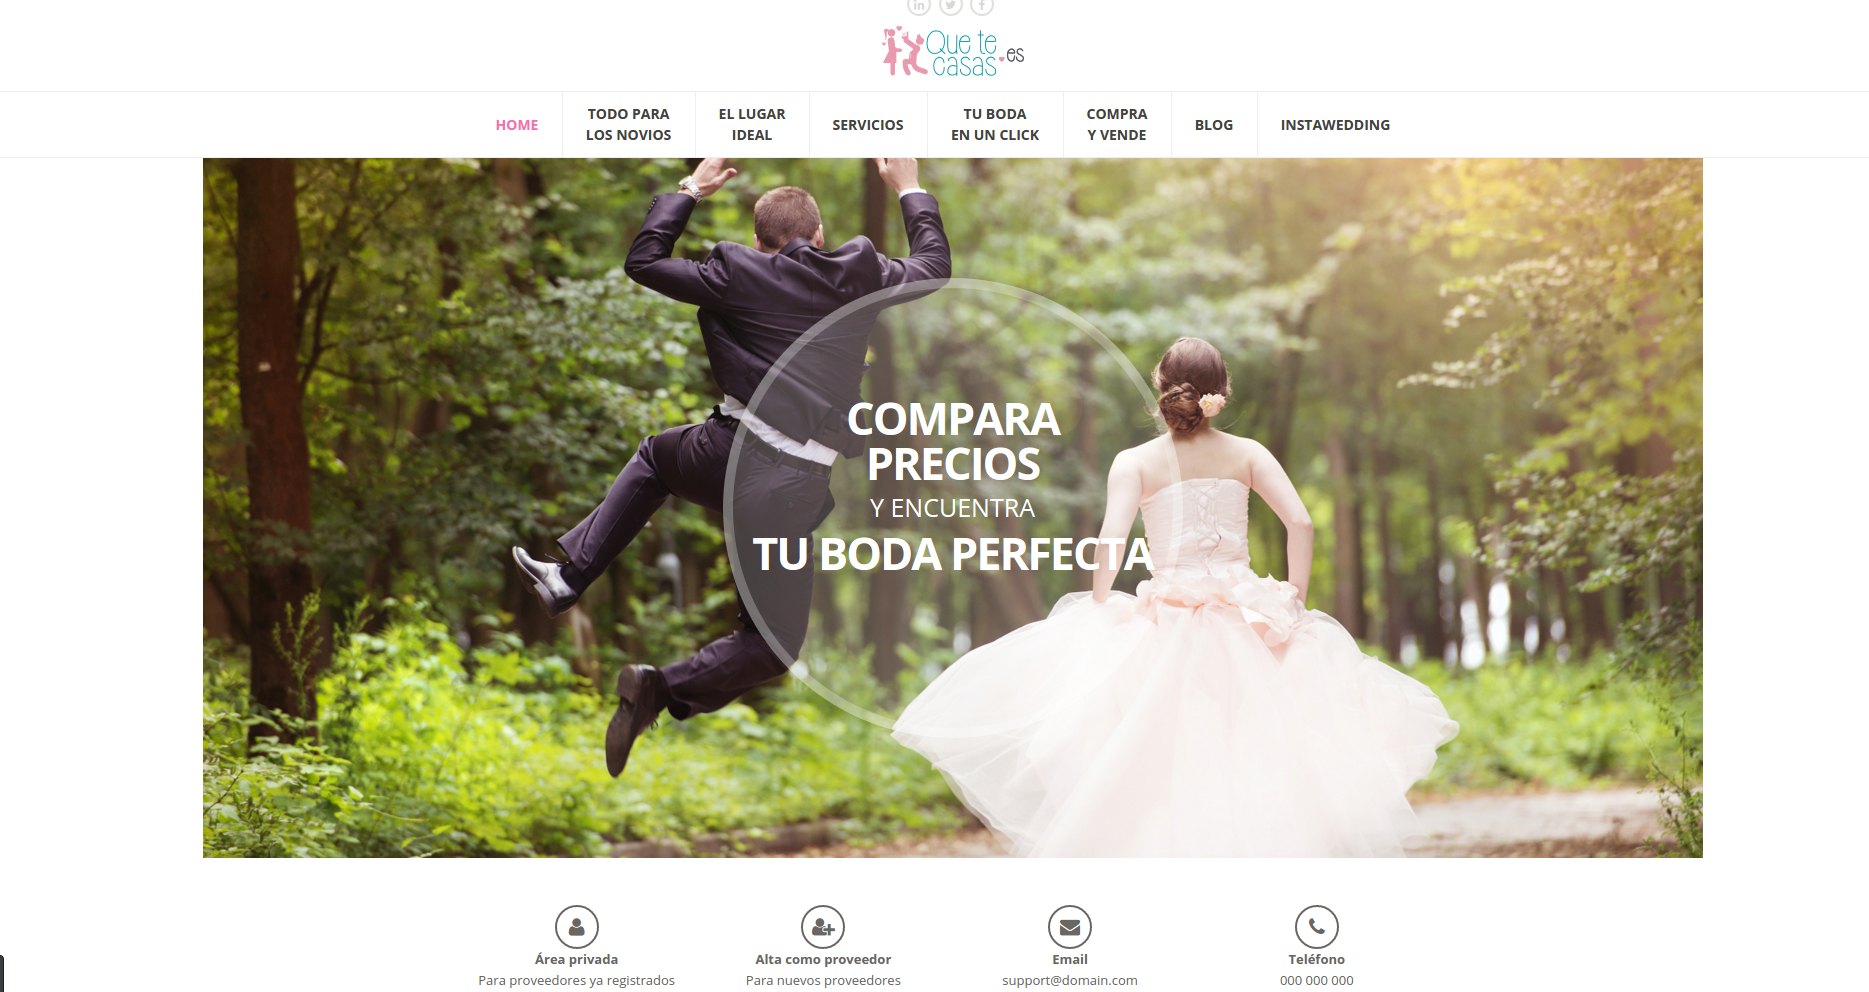 Que te
casas.es
HOME
TODO PARA
LOS NOVIOS
EL LUGAR
IDEAL
SERVICIOS
TU BODA
EN UN CLICK
COMPRA
Y VENDE
BLOG
INSTAWEDDING
COMPARA
PRECIOS
Y ENCUENTRA
TU BODA PERFECTA
Área privada
Para proveedores ya registrados
Alta como proveedor
Para nuevos proveedores
Email
support@domain.com
Teléfono
000 000 000